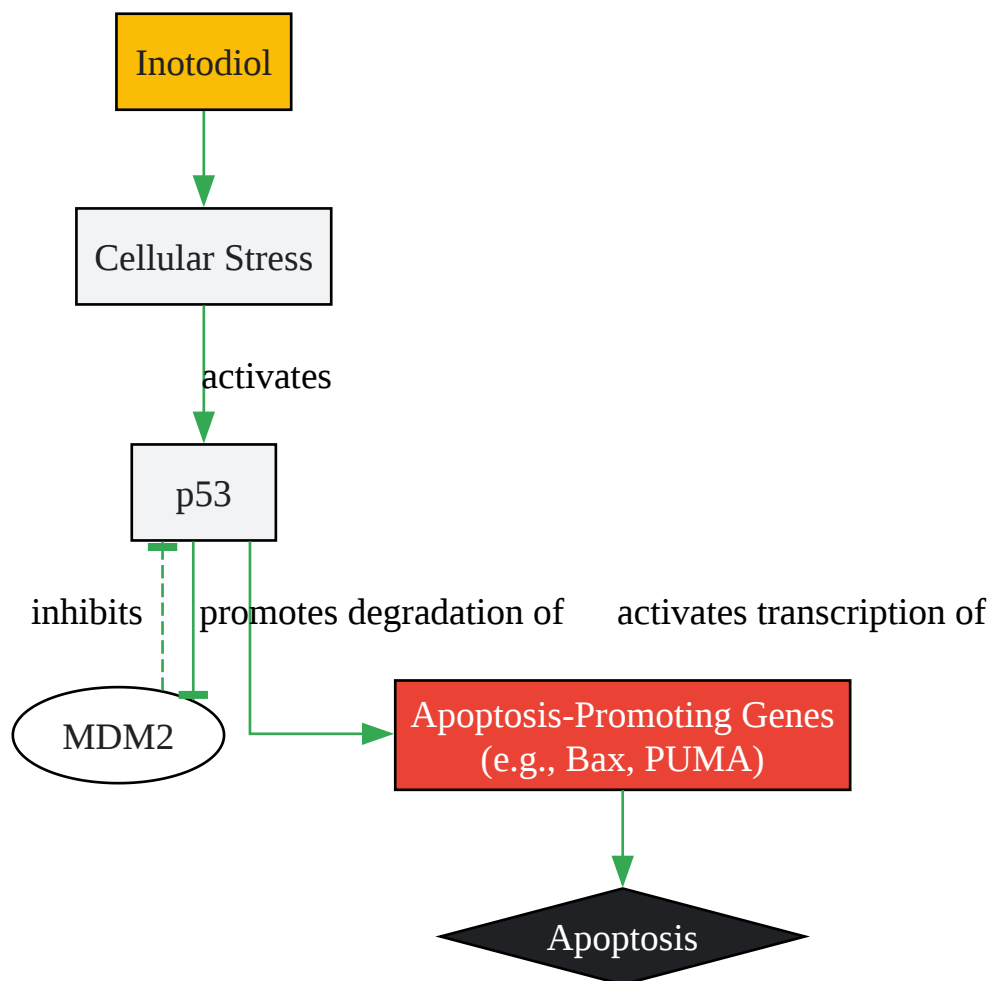 Inotodiol
Cellular Stress
activates
p53
inhibits
promotes degradation of
activates transcription of
MDM2
Apoptosis-Promoting Genes
(e.g., Bax, PUMA)
Apoptosis